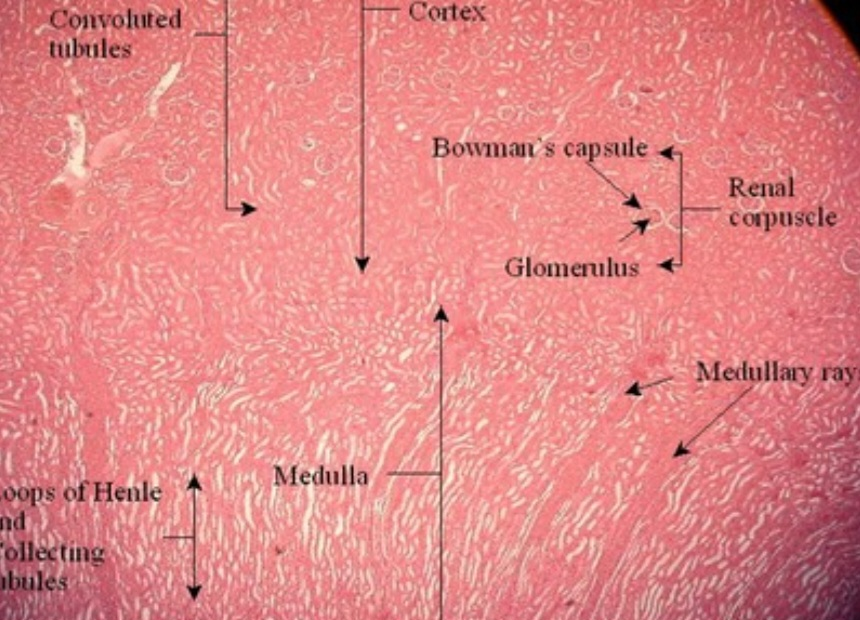 Convoluted
tubules
Cortex
Bowman's capsule
Renal
corpuscle
Glomerulus
Medullary ray
Medulla
oops of Henle
nd
ollecting
ubules